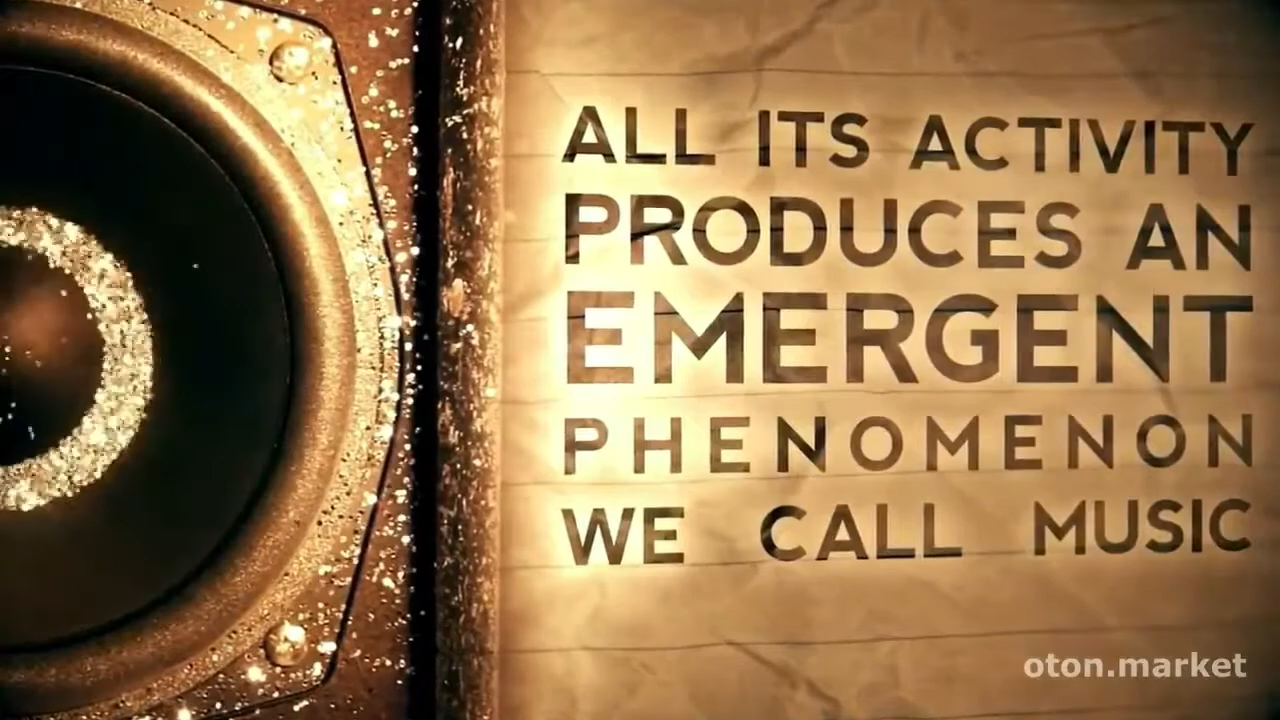 ALL ITS ACTIVITY
PRODUCES AN
EMERGENT
PHENOMENON
WE CALL MUSIC
oton.market